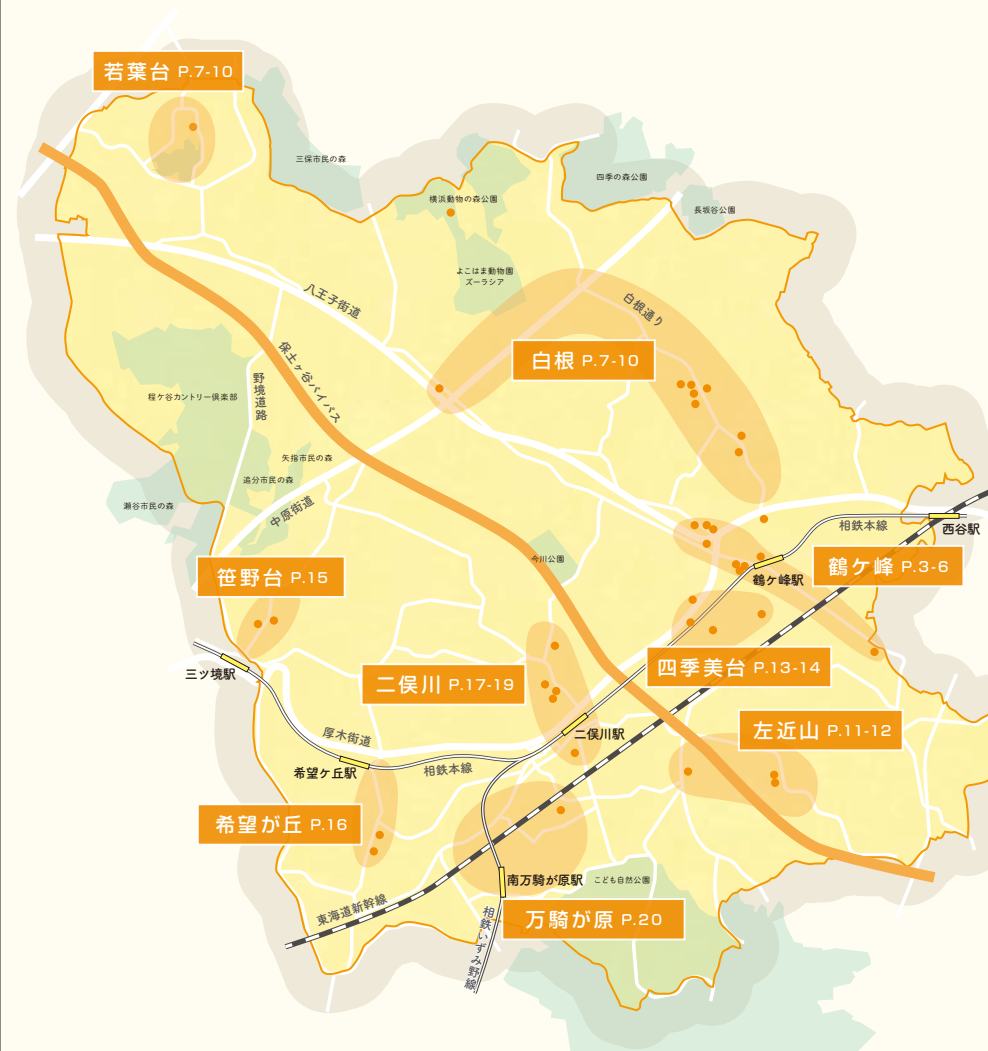 若葉台 P.7-10
三保市民の森
四季の森公園
横浜動物の森公園
長坂谷公園
よこはま動物園
ズーラシア
八王子街道
白根通り
保土ヶ谷バイパス
白根 P.7-10
野境道路
程ケ谷カントリー倶楽部
矢指市民の森
追分市民の森
瀬谷市民の森
中原街道
相鉄本線
西谷駅
今川公園
鶴ケ峰駅
鶴ケ峰 P.3-6
笹野台 P.15
三ツ境駅
四季美台 P.13-14
二俣川 P.17-19
二俣川駅
左近山 P.11-12
厚木街道
相鉄本線
希望ケ丘駅
希望が丘 P.16
南万騎が原駅
こども自然公園
東海道新幹線
万騎が原 P.20
相鉄いずみ野線